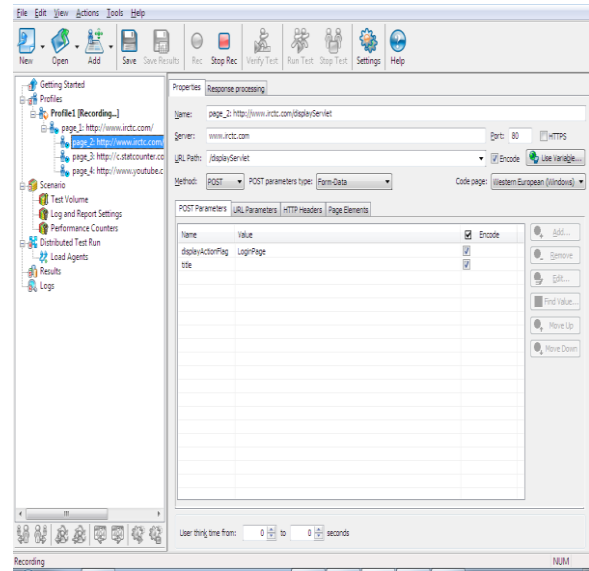 File Edit View Actions Tools Help
New Open Add Save Save Results Rec Stop Rec Verify Test Run Test Stop Test Settings Help
Getting Started
Profiles
Profile1 [Recording...]
page_1: http://www.irctc.com/
page_2: http://www.irctc.com/
page_3: http://c.statcounter.co
page_4: http://www.youtube.c
Scenario
Test Volume
Log and Report Settings
Performance Counters
Distributed Test Run
Load Agents
Results
Logs
Properties Response processing
Name: page_2: http://www.irctc.com/displayServlet
Server: www.irctc.com Port: 80 HTTPS
URL Path: /displayServlet Encode Use Variable...
Method: POST POST parameters type: Form-Data Code page: Western European (Windows)
POST Parameters URL Parameters HTTP Headers Page Elements
Name Value Encode
displayActionFlag LoginPage
title
Add...
Remove
Edit...
Find Value...
Move Up
Move Down
User think time from: 0 to 0 seconds
Recording NUM